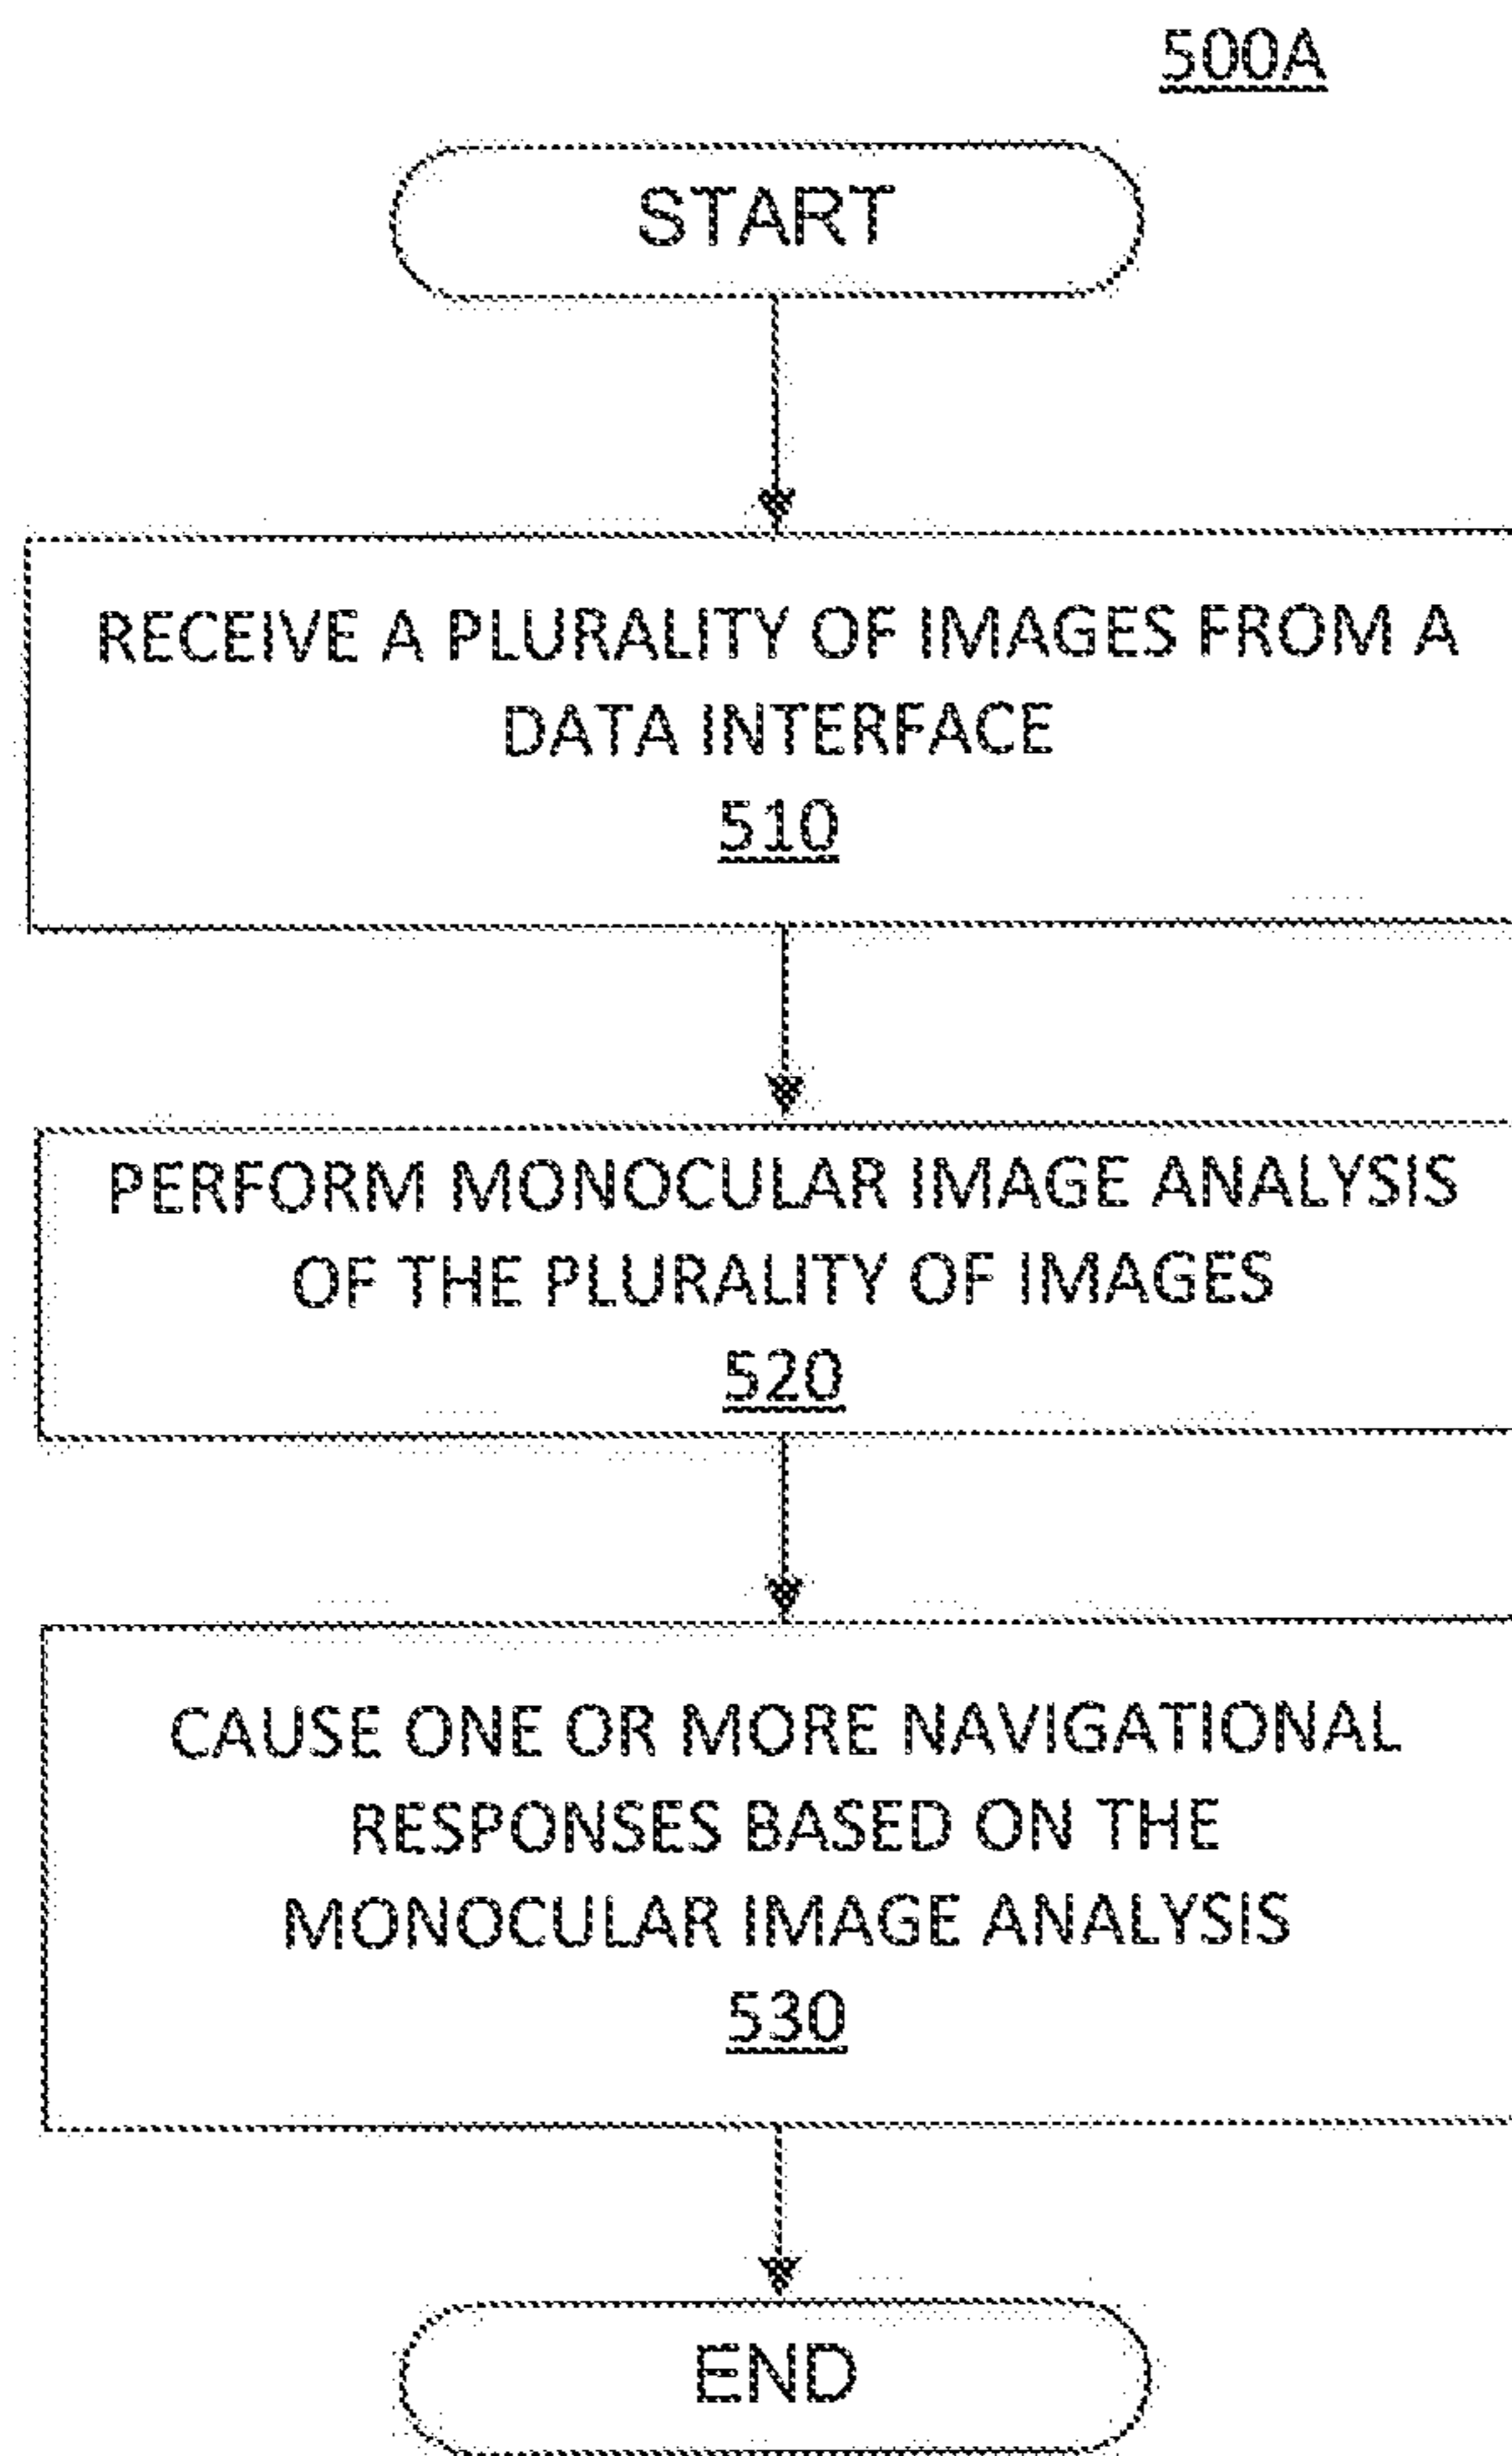 500A
START
RECEIVE A PLURALITY OF IMAGES FROM A
DATA INTERFACE
510
PERFORM MONOCULAR IMAGE ANALYSIS
OF THE PLURALITY OF IMAGES
520
CAUSE ONE OR MORE NAVIGATIONAL
RESPONSES BASED ON THE
MONOCULAR IMAGE ANALYSIS
530
END